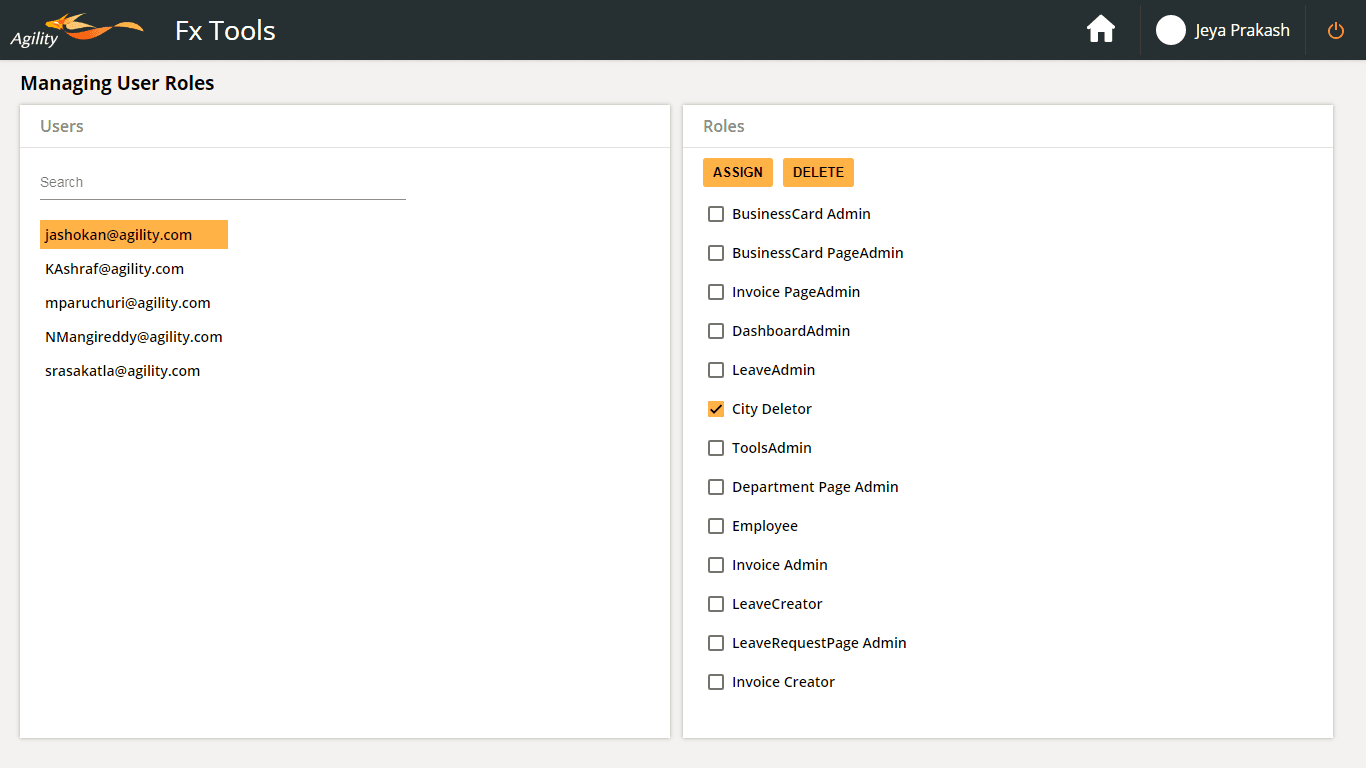 Agility
Fx Tools
Jeya Prakash
Managing User Roles
Users
Search
jashokan@agility.com
KAshraf@agility.com
mparuchuri@agility.com
NMangireddy@agility.com
srasakatla@agility.com
Roles
ASSIGN DELETE
BusinessCard Admin
BusinessCard PageAdmin
Invoice PageAdmin
DashboardAdmin
LeaveAdmin
City Deletor
ToolsAdmin
Department Page Admin
Employee
Invoice Admin
LeaveCreator
LeaveRequestPage Admin
Invoice Creator